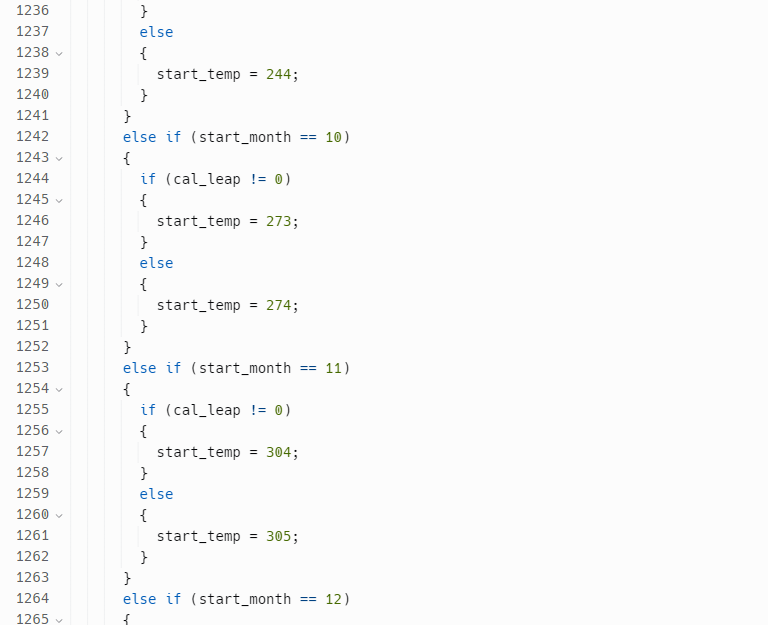 1236 }
1237 else
1238 {
1239 start_temp = 244;
1240 }
1241 }
1242 else if (start_month == 10)
1243 {
1244 if (cal_leap != 0)
1245 {
1246 start_temp = 273;
1247 }
1248 else
1249 {
1250 start_temp = 274;
1251 }
1252 }
1253 else if (start_month == 11)
1254 {
1255 if (cal_leap != 0)
1256 {
1257 start_temp = 304;
1258 }
1259 else
1260 {
1261 start_temp = 305;
1262 }
1263 }
1264 else if (start_month == 12)
1265 {